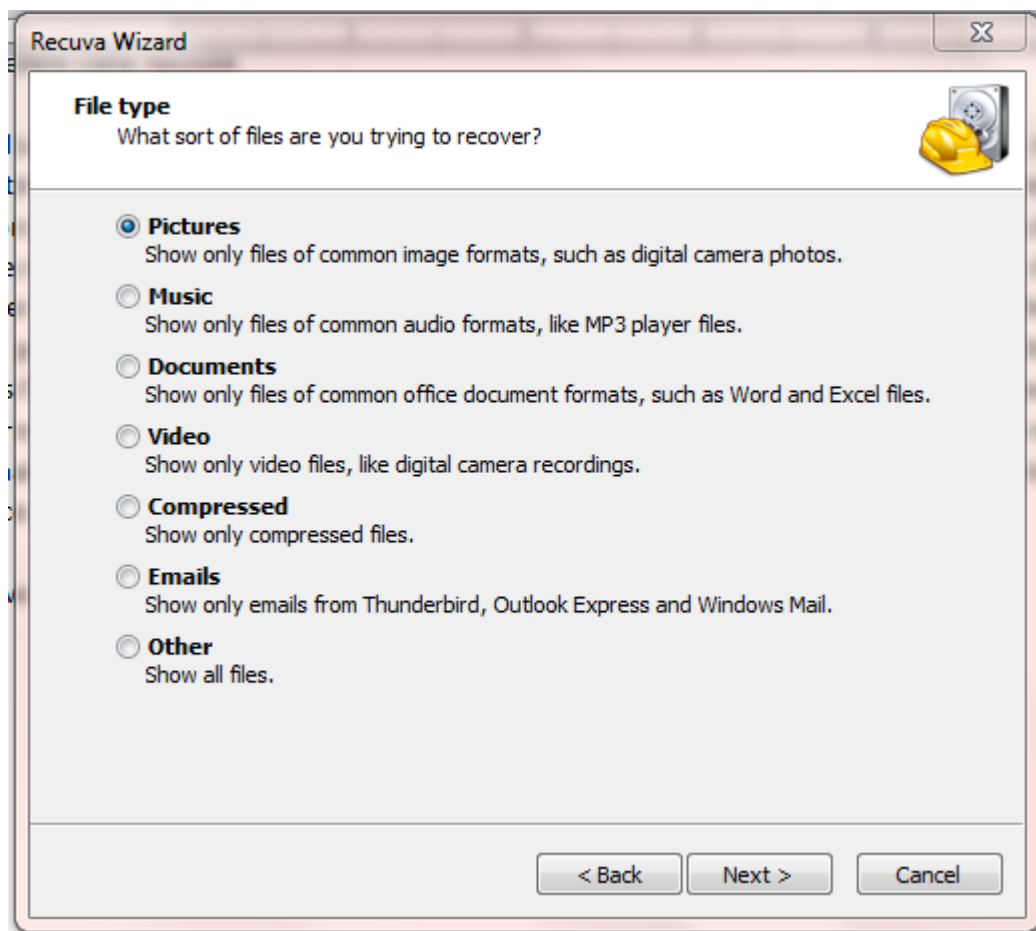 Recuva Wizard
File type
What sort of files are you trying to recover?
Pictures
Show only files of common image formats, such as digital camera photos.
Music
Show only files of common audio formats, like MP3 player files.
Documents
Show only files of common office document formats, such as Word and Excel files.
Video
Show only video files, like digital camera recordings.
Compressed
Show only compressed files.
Emails
Show only emails from Thunderbird, Outlook Express and Windows Mail.
Other
Show all files.
< Back
Next >
Cancel